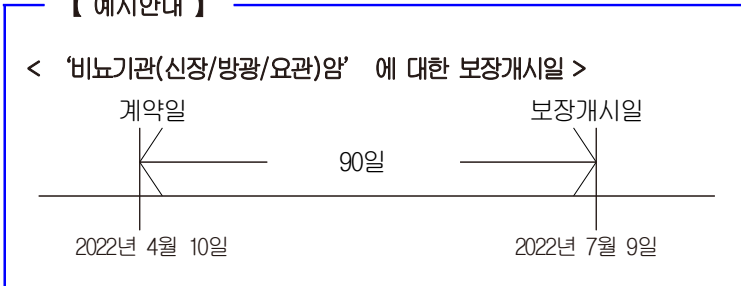 【 예시안내 】
< ‘비뇨기관(신장/방광/요관)암’ 에 대한 보장개시일 >
계약일 보장개시일
90일
2022년 4월 10일 2022년 7월 9일